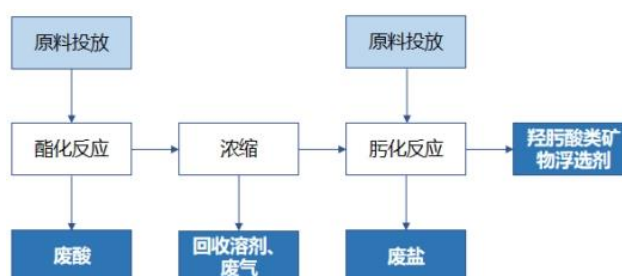 原料投放
原料投放
酯化反应
浓缩
肟化反应
羟肟酸类矿
物浮选剂
废酸
回收溶剂、
废气
废盐